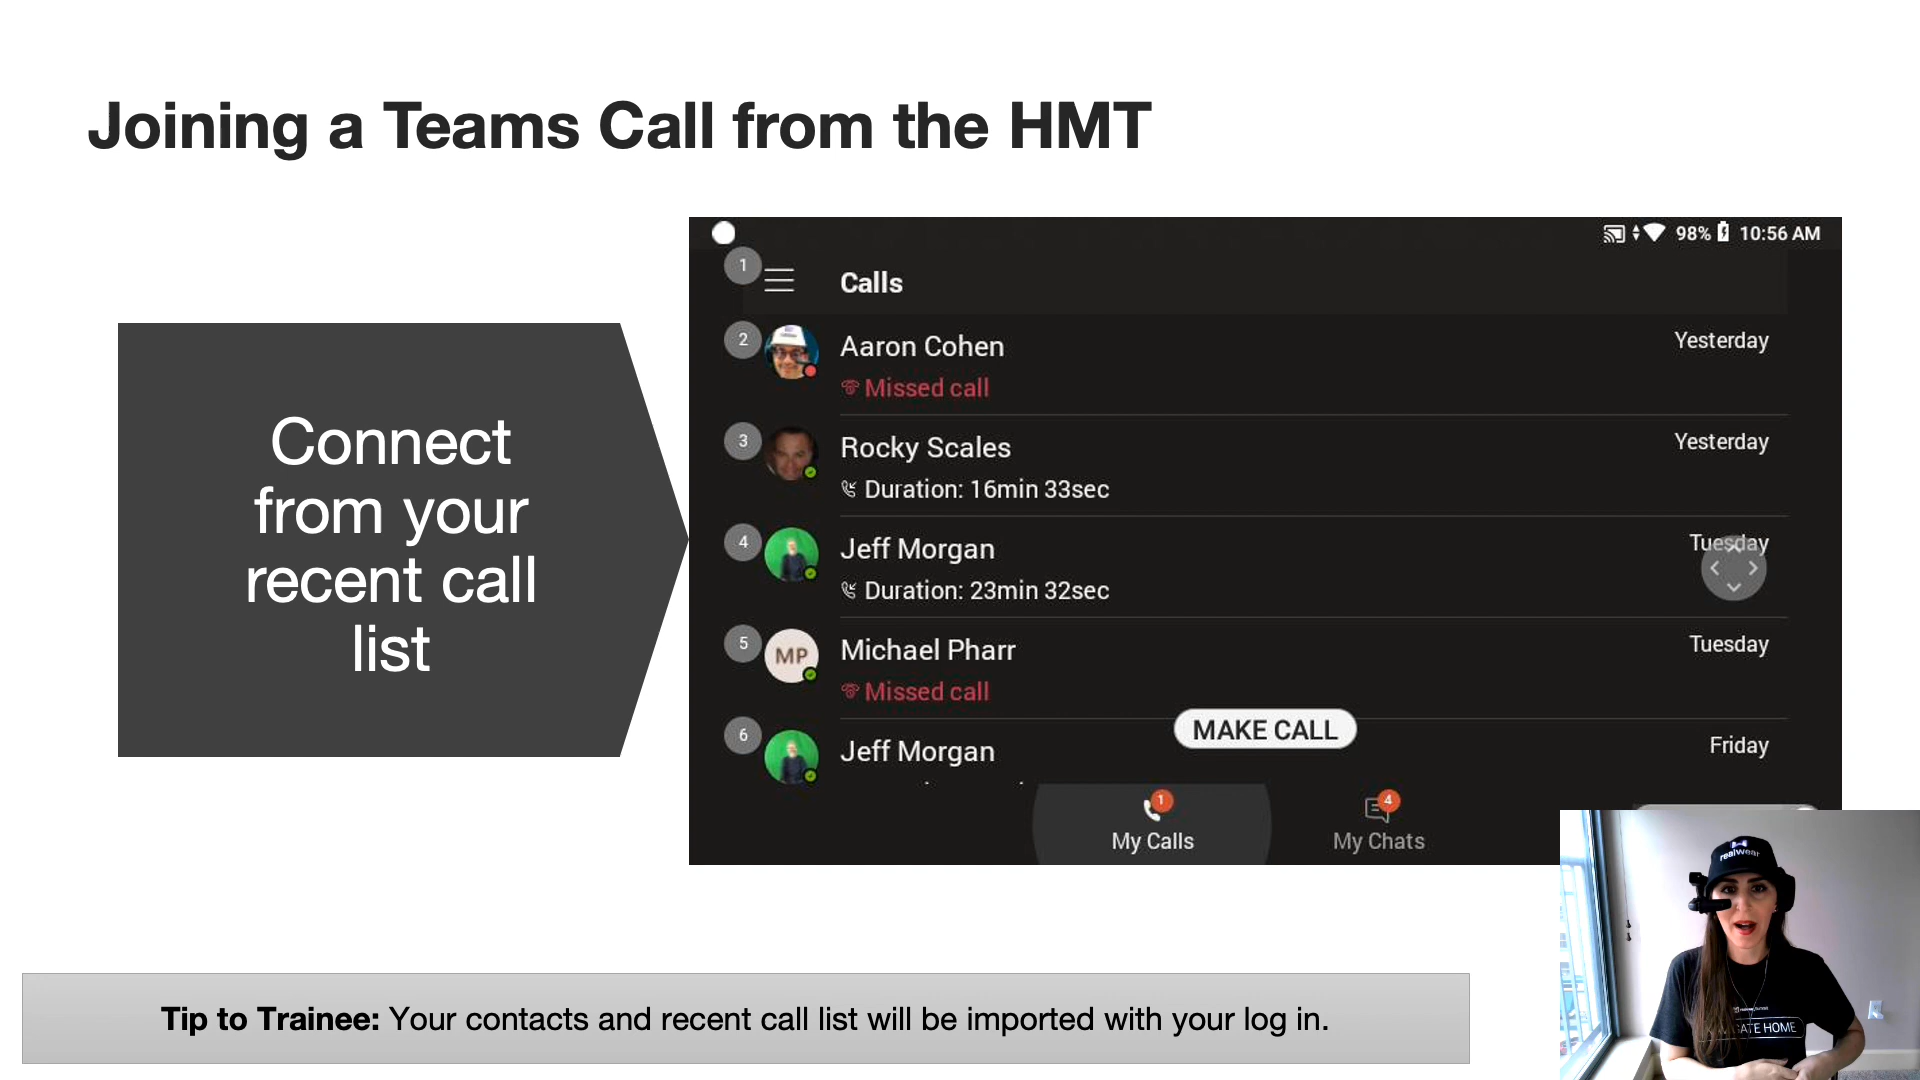 Joining a Teams Call from the HMT
98% 10:56 AM
1
Calls
2
Aaron Cohen
Yesterday
Missed call
3
Rocky Scales
Yesterday
Duration: 16min 33sec
4
Jeff Morgan
Tuesday
Duration: 23min 32sec
5
MP
Michael Pharr
Tuesday
Missed call
6
Jeff Morgan
Friday
MAKE CALL
1
My Calls
4
My Chats
Connect
from your
recent call
list
Tip to Trainee: Your contacts and recent call list will be imported with your log in.
realwear
HOME